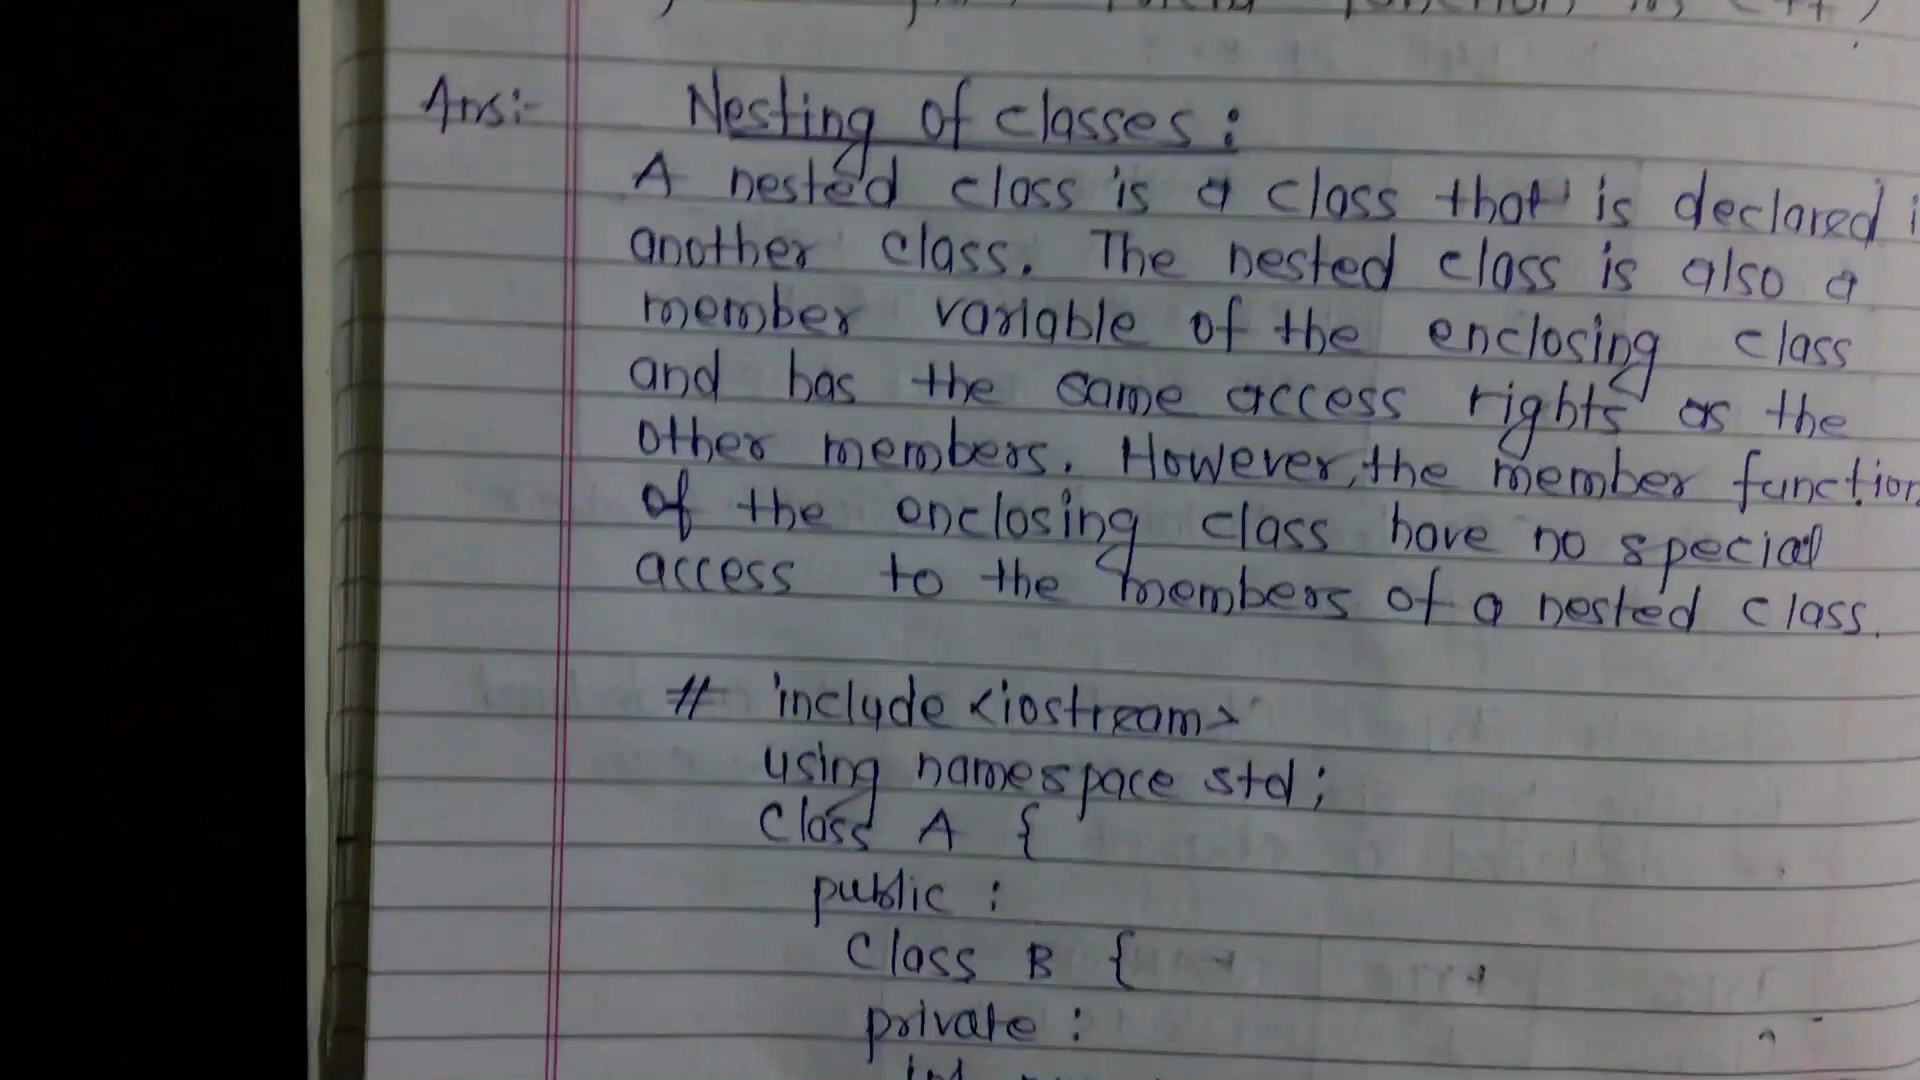 function in C++)
Ans:- Nesting of classes :
A nested class is a class that is declared i
another class. The nested class is also a
member variable of the enclosing class
and has the same access rights as the
other members. However, the member function
of the enclosing class have no special
access to the members of a nested class.
# include <iostream>
using namespace std;
Class A {
public :
Class B {
private :
int